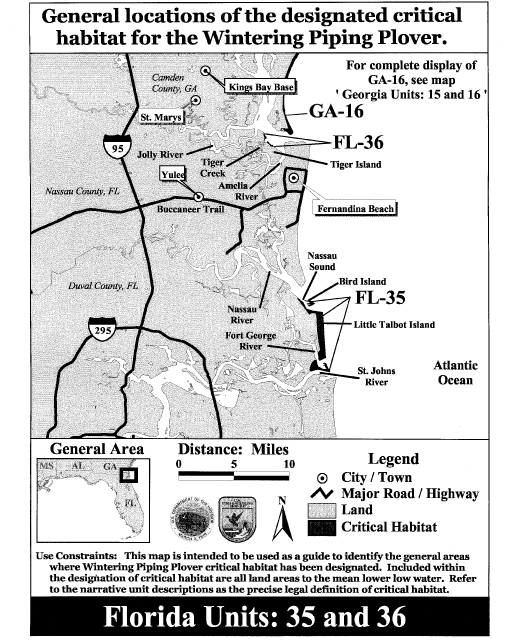 General locations of the designated critical
habitat for the Wintering Piping Plover.
For complete display of
GA-16, see map
' Georgia Units: 15 and 16 '
Camden
County, GA
Kings Bay Base
GA-16
St. Marys
FL-36
95
Jolly River
Tiger
Creek
Tiger Island
Yulee
Amelia
River
Nassau County, FL
Buccaneer Trail
Fernandina Beach
Nassau
Sound
Bird Island
Duval County, FL
FL-35
Nassau
River
Little Talbot Island
295
Fort George
River
St. Johns
River
Atlantic
Ocean
General Area
MS AL GA
FL
Distance: Miles
0 5 10
N
Legend
City / Town
Major Road / Highway
Land
Critical Habitat
Use Constraints: This map is intended to be used as a guide to identify the general areas
where Wintering Piping Plover critical habitat has been designated. Included within
the designation of critical habitat are all land areas to the mean lower low water. Refer
to the narrative unit descriptions as the precise legal definition of critical habitat.
Florida Units: 35 and 36